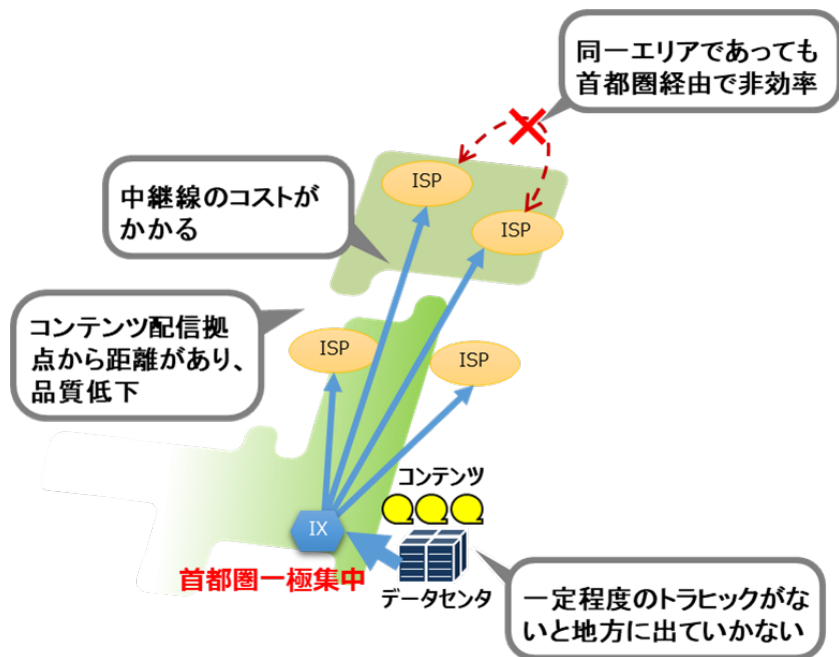 同一エリアであっても
首都圏経由で非効率
ISP
中継線のコストが
かかる
ISP
コンテンツ配信拠
点から距離があり、
品質低下
ISP
ISP
コンテンツ
IX
首都圏一極集中
データセンタ
一定程度のトラヒックがな
いと地方に出ていかない